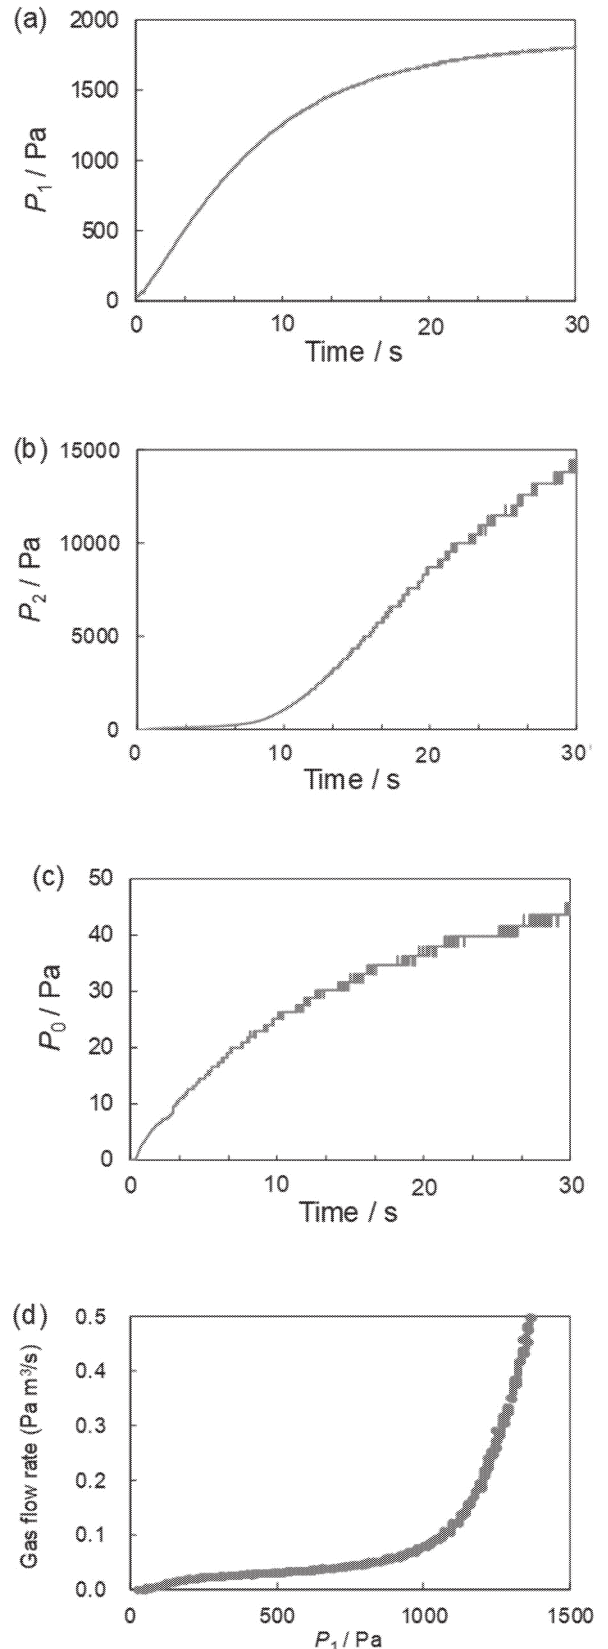 (a)
2000
1500
1000
500
0
P1 / Pa
0 10 20 30
Time / s
(b)
15000
10000
5000
0
P2 / Pa
0 10 20 30
Time / s
(c)
50
40
30
20
10
0
P0 / Pa
0 10 20 30
Time / s
(d)
0.5
0.4
0.3
0.2
0.1
0.0
Gas flow rate (Pa m³/s)
0 500 1000 1500
P1 / Pa